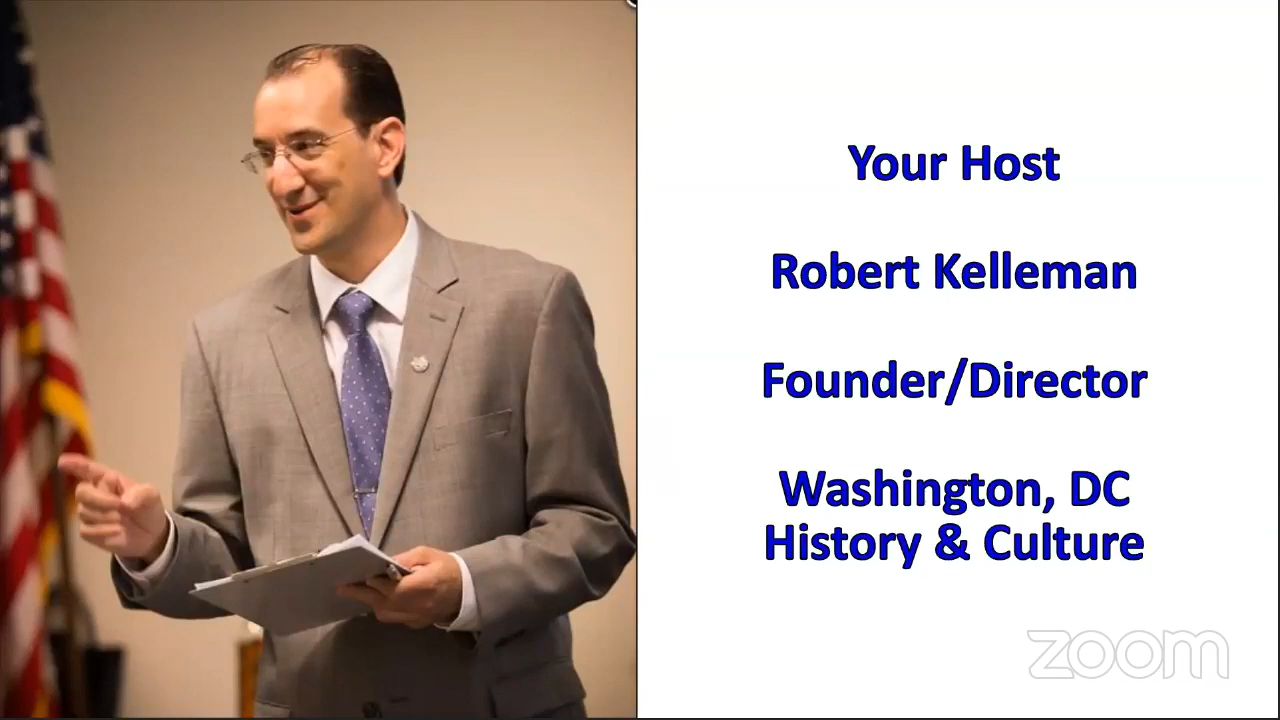 Your Host
Robert Kelleman
Founder/Director
Washington, DC
History & Culture
zoom